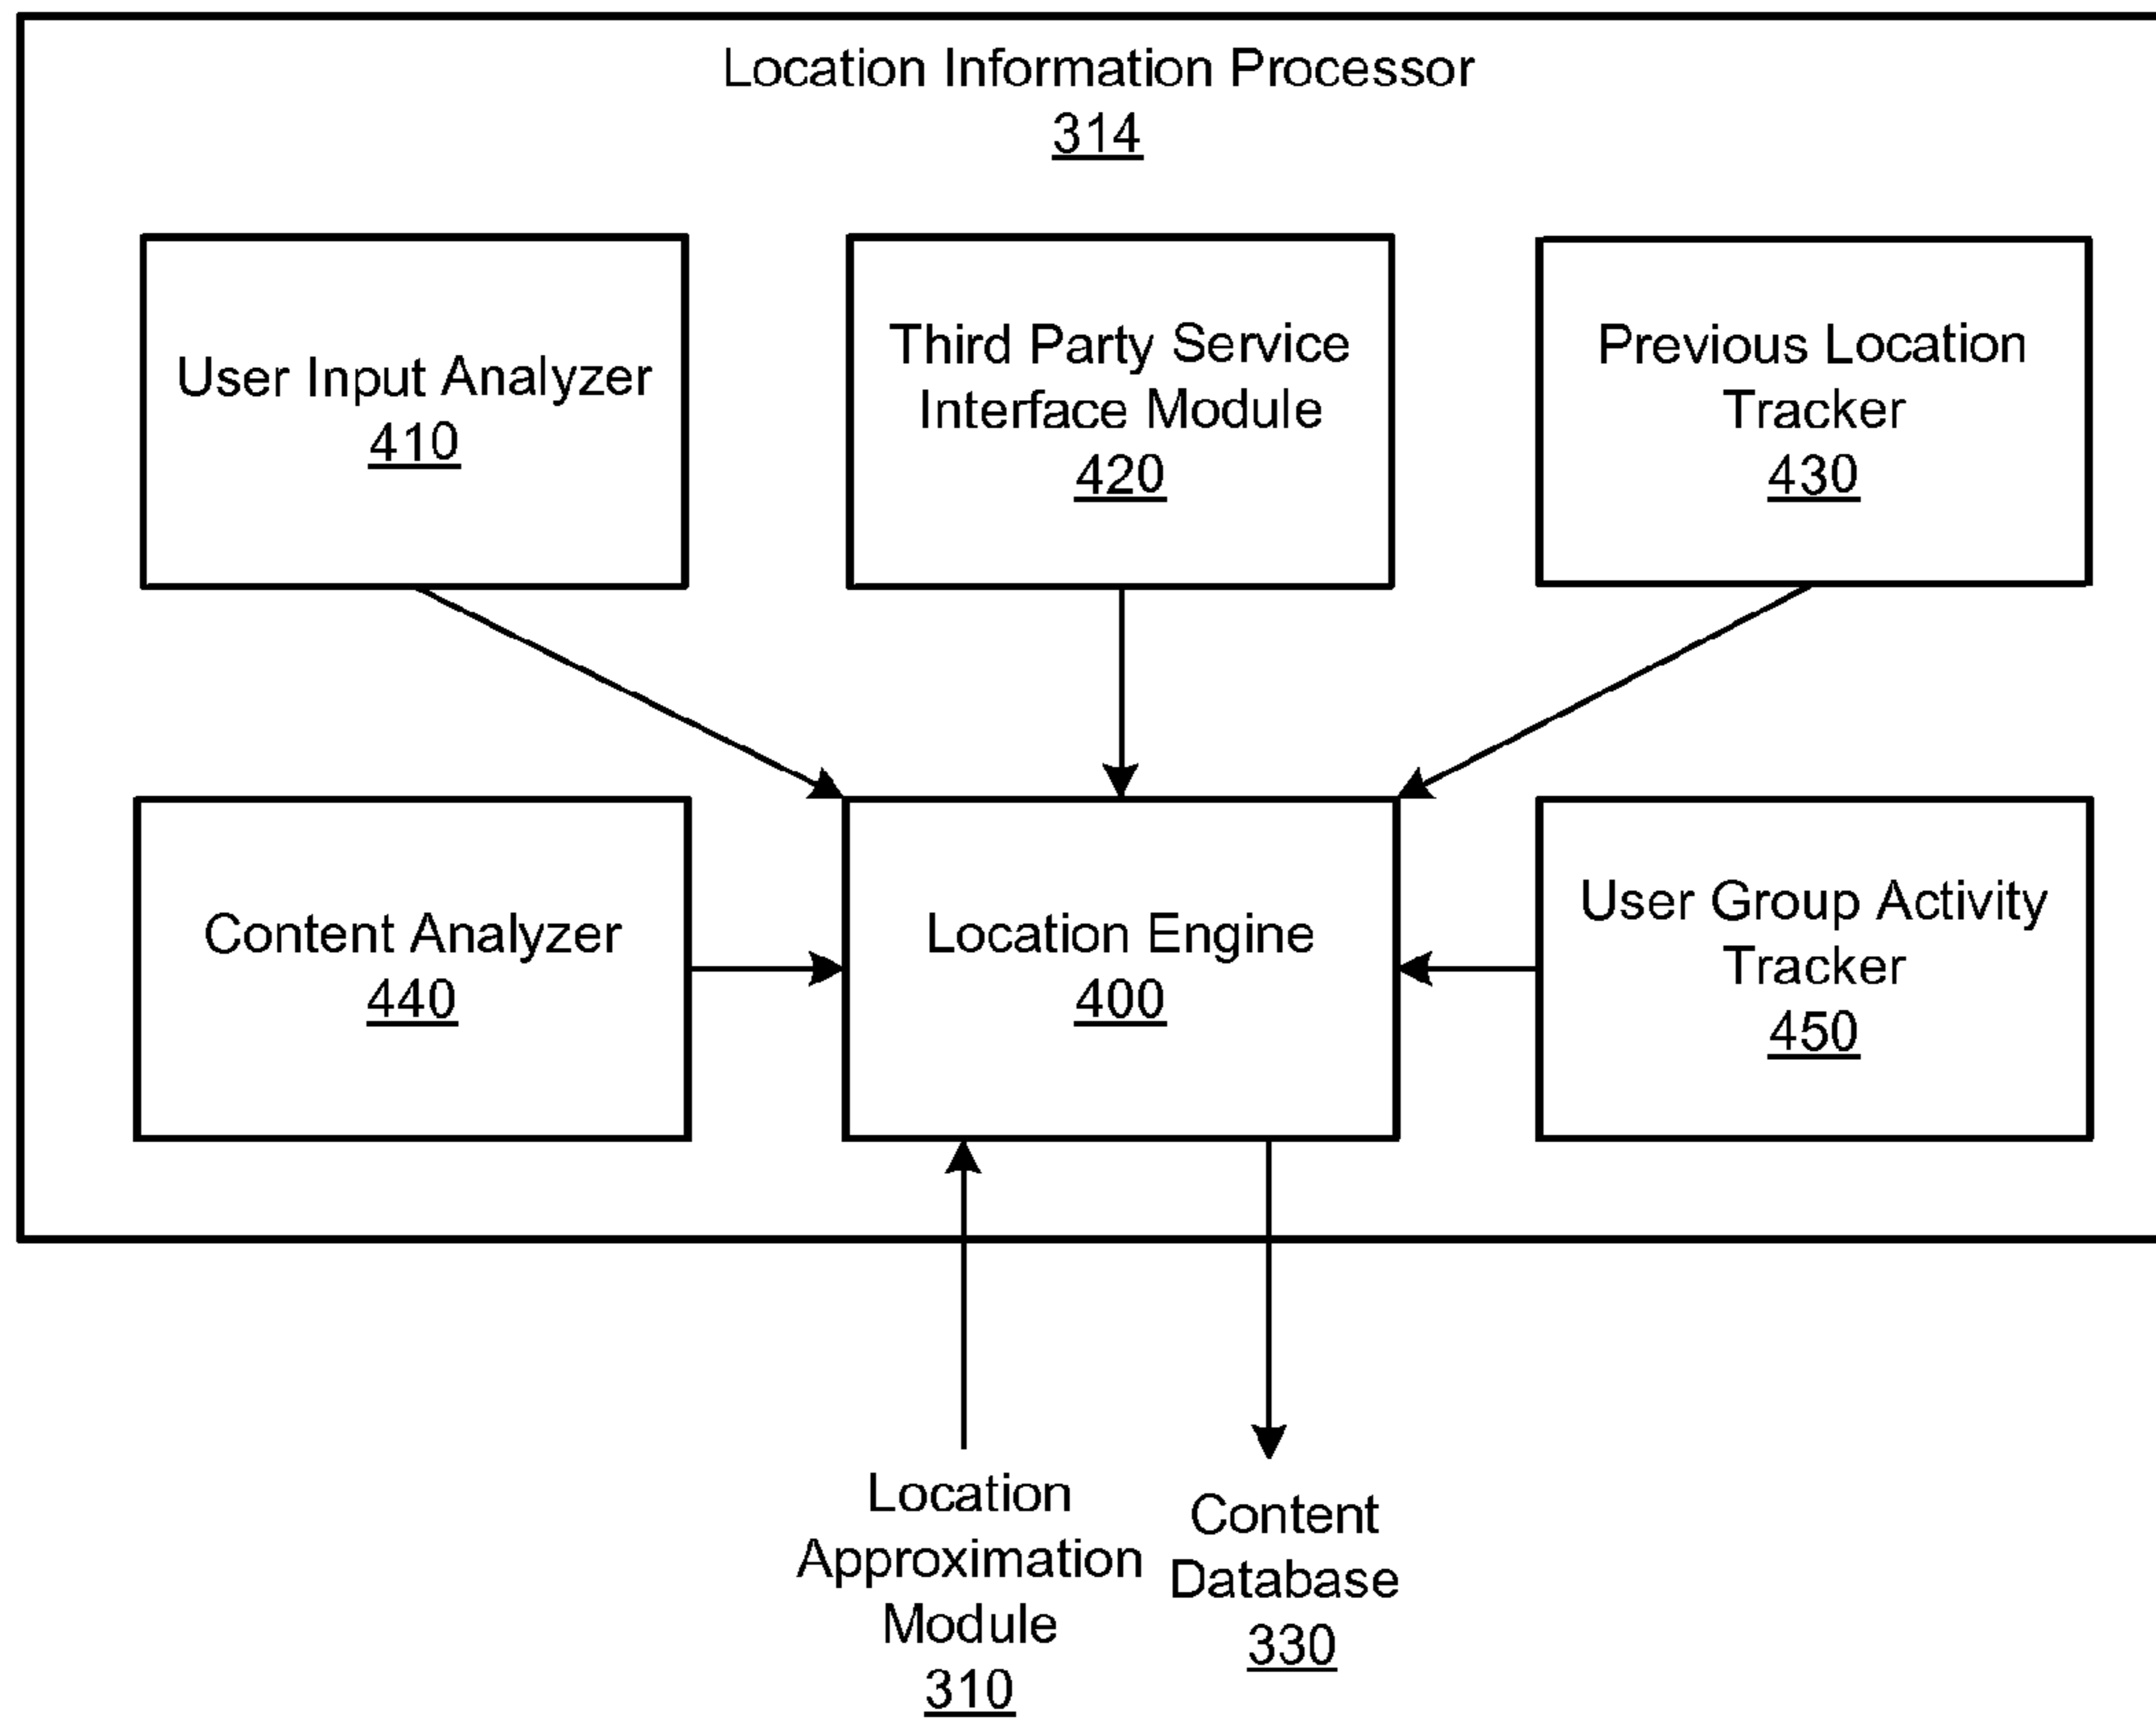 Location Information Processor
314
User Input Analyzer
410
Third Party Service
Interface Module
420
Previous Location
Tracker
430
Content Analyzer
440
Location Engine
400
User Group Activity
Tracker
450
Location
Approximation
Module
310
Content
Database
330